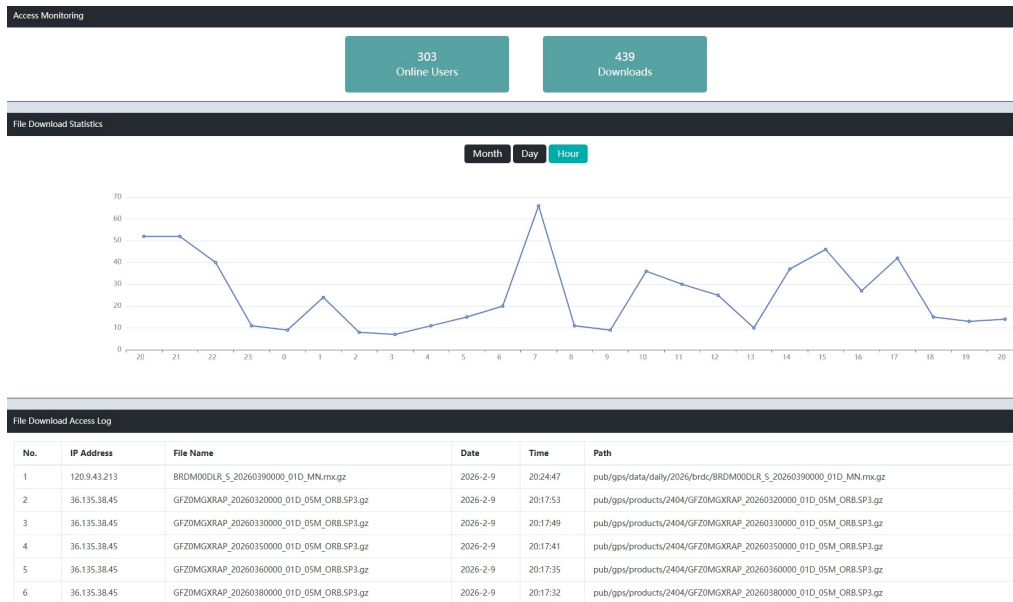 Access Monitoring
303
Online Users
439
Downloads
File Download Statistics
Month Day Hour
70
60
50
40
30
20
10
0
20 21 22 23 0 1 2 3 4 5 6 7 8 9 10 11 12 13 14 15 16 17 18 19 20
File Download Access Log
No. IP Address File Name Date Time Path
1 120.9.43.213 BRDM00DLR_S_20260390000_01D_MN.rnx.gz 2026-2-9 20:24:47 pub/gps/data/daily/2026/brdc/BRDM00DLR_S_20260390000_01D_MN.rnx.gz
2 36.135.38.45 GFZ0MGXRAP_20260320000_01D_05M_ORB.SP3.gz 2026-2-9 20:17:53 pub/gps/products/2404/GFZ0MGXRAP_20260320000_01D_05M_ORB.SP3.gz
3 36.135.38.45 GFZ0MGXRAP_20260330000_01D_05M_ORB.SP3.gz 2026-2-9 20:17:49 pub/gps/products/2404/GFZ0MGXRAP_20260330000_01D_05M_ORB.SP3.gz
4 36.135.38.45 GFZ0MGXRAP_20260350000_01D_05M_ORB.SP3.gz 2026-2-9 20:17:41 pub/gps/products/2404/GFZ0MGXRAP_20260350000_01D_05M_ORB.SP3.gz
5 36.135.38.45 GFZ0MGXRAP_20260360000_01D_05M_ORB.SP3.gz 2026-2-9 20:17:35 pub/gps/products/2404/GFZ0MGXRAP_20260360000_01D_05M_ORB.SP3.gz
6 36.135.38.45 GFZ0MGXRAP_20260380000_01D_05M_ORB.SP3.gz 2026-2-9 20:17:32 pub/gps/products/2404/GFZ0MGXRAP_20260380000_01D_05M_ORB.SP3.gz